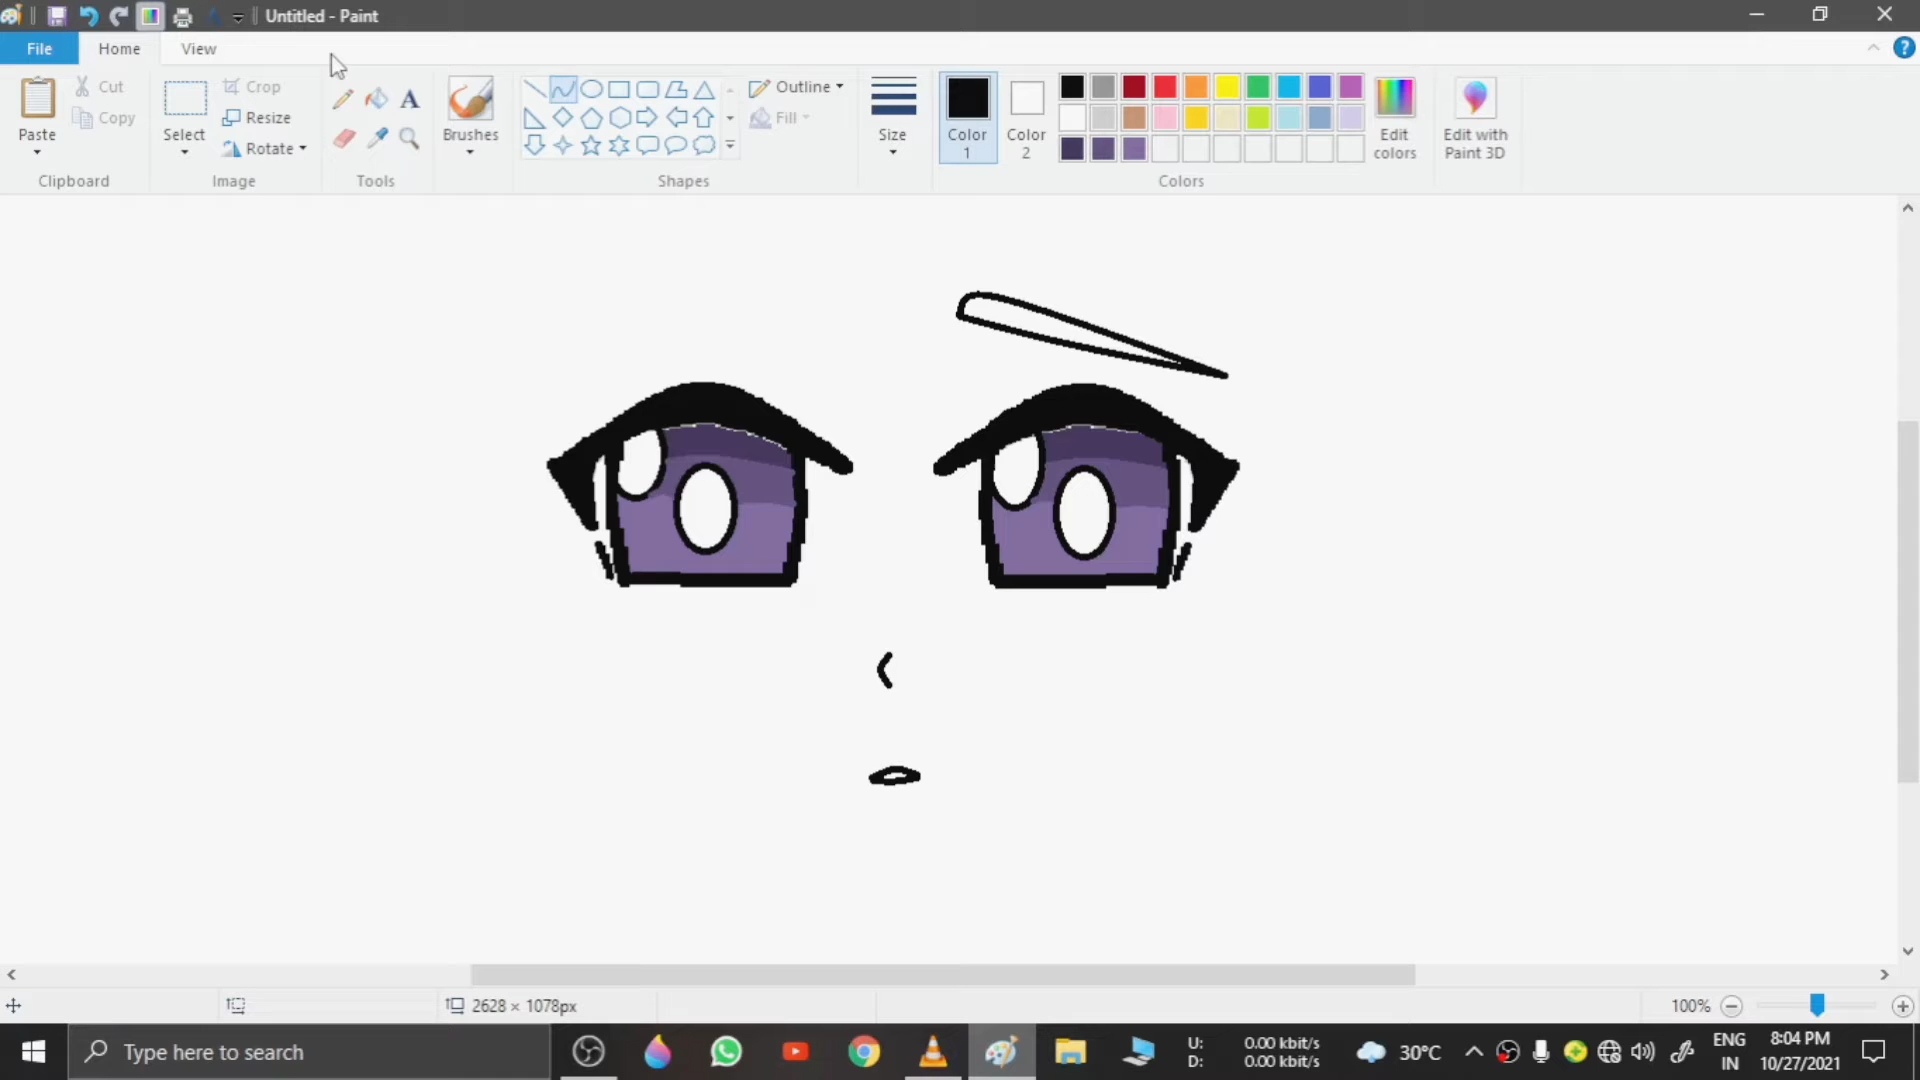 Untitled - Paint
File Home View
Paste
Cut
Copy
Clipboard
Select
Crop
Resize
Rotate
Image
A
Tools
Brushes
Shapes
Outline
Fill
Size
Color 1
Color 2
Colors
Edit colors
Edit with Paint 3D
?
2628 × 1078px
100%
Type here to search
U: 0.00 kbit/s
D: 0.00 kbit/s
30°C
ENG
IN
8:04 PM
10/27/2021